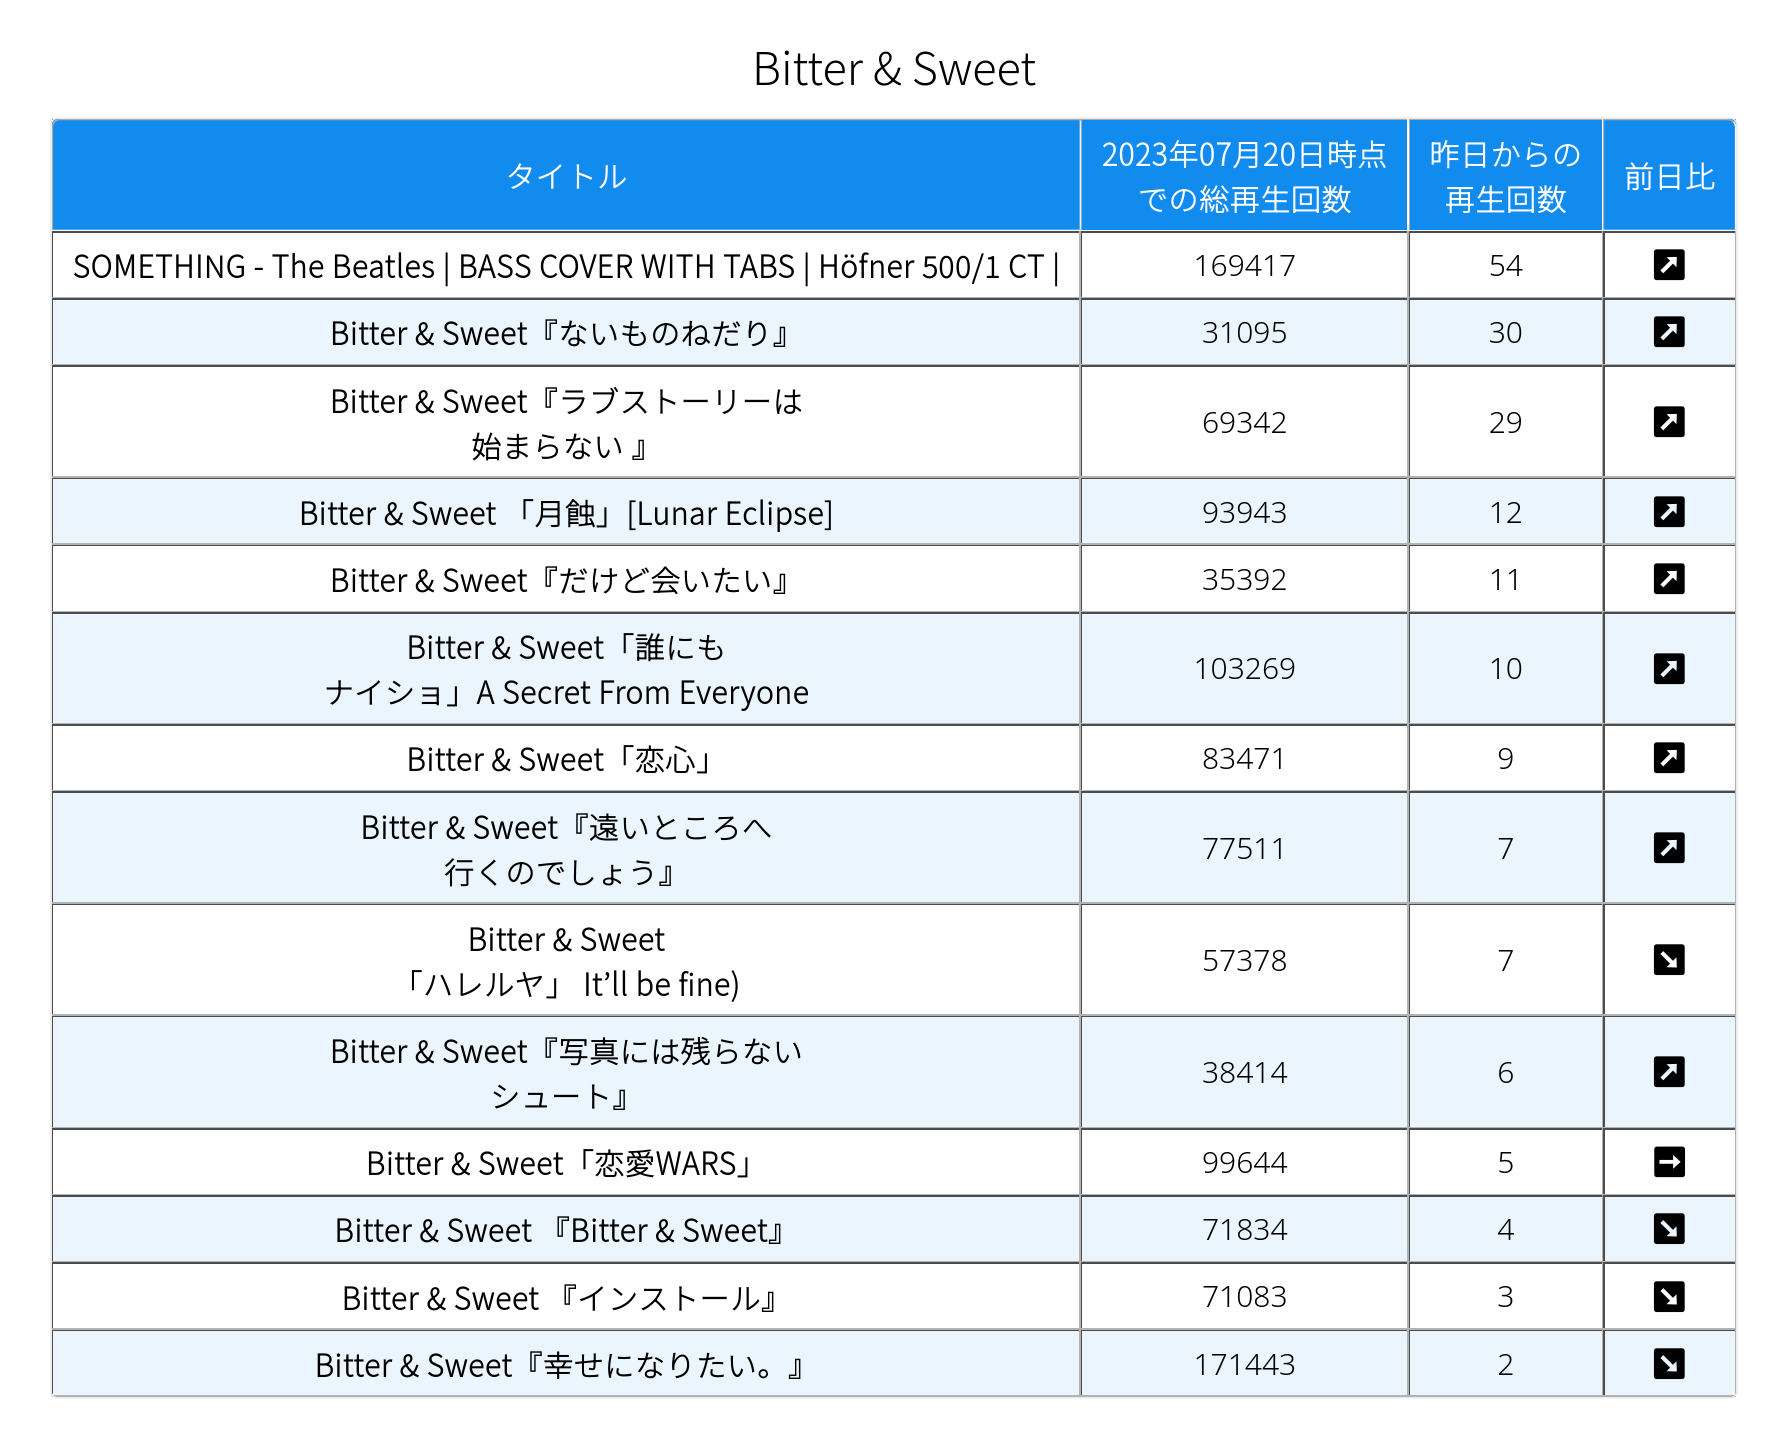 Bitter & Sweet
タイトル
2023年07月20日時点
での総再生回数
昨日からの
再生回数
前日比
SOMETHING - The Beatles | BASS COVER WITH TABS | Höfner 500/1 CT |
169417
54
Bitter & Sweet『ないものねだり』
31095
30
Bitter & Sweet『ラブストーリーは
始まらない 』
69342
29
Bitter & Sweet 「月蝕」[Lunar Eclipse]
93943
12
Bitter & Sweet『だけど会いたい』
35392
11
Bitter & Sweet「誰にも
ナイショ」A Secret From Everyone
103269
10
Bitter & Sweet「恋心」
83471
9
Bitter & Sweet『遠いところへ
行くのでしょう』
77511
7
Bitter & Sweet
「ハレルヤ」 It’ll be fine)
57378
7
Bitter & Sweet『写真には残らない
シュート』
38414
6
Bitter & Sweet「恋愛WARS」
99644
5
Bitter & Sweet 『Bitter & Sweet』
71834
4
Bitter & Sweet 『インストール』
71083
3
Bitter & Sweet『幸せになりたい。』
171443
2